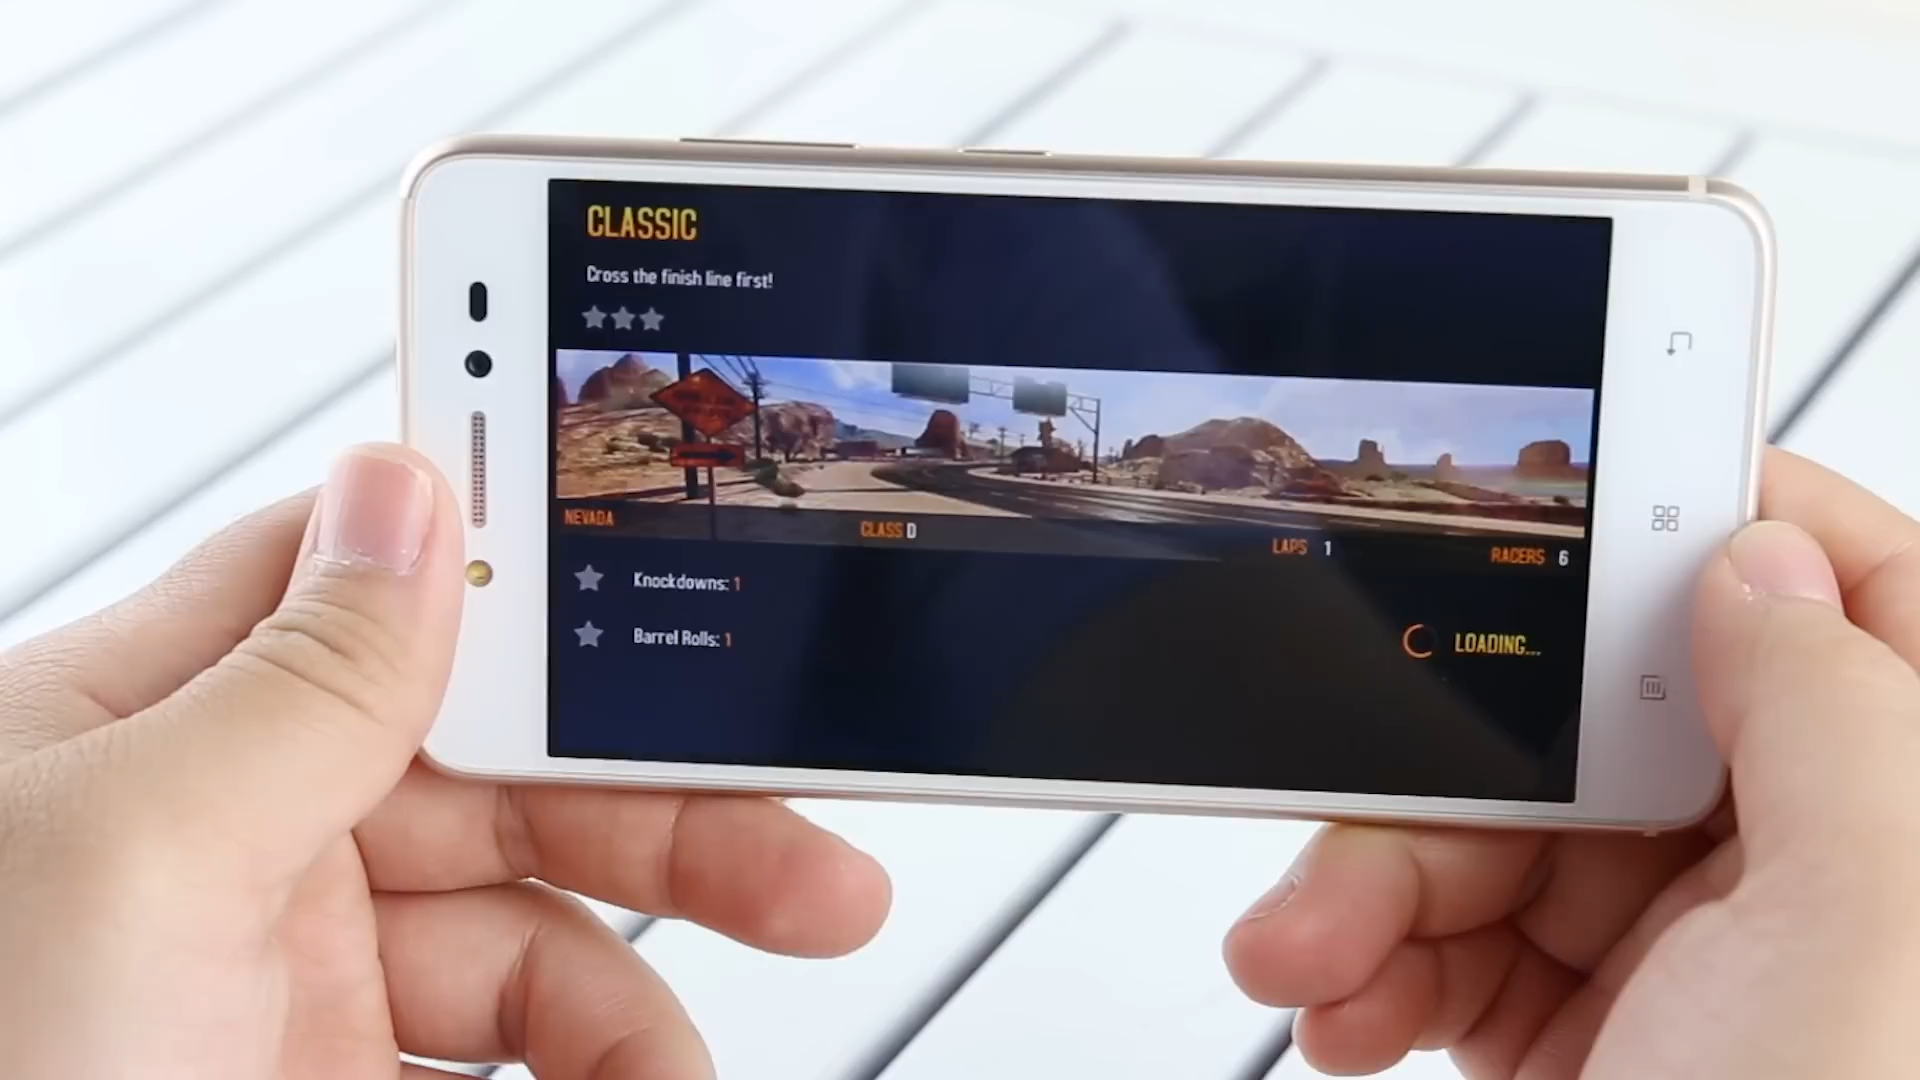 CLASSIC
Cross the finish line first!
NEVADA
CLASS D
LAPS 1
RACERS 6
Knockdowns: 1
Barrel Rolls: 1
LOADING...